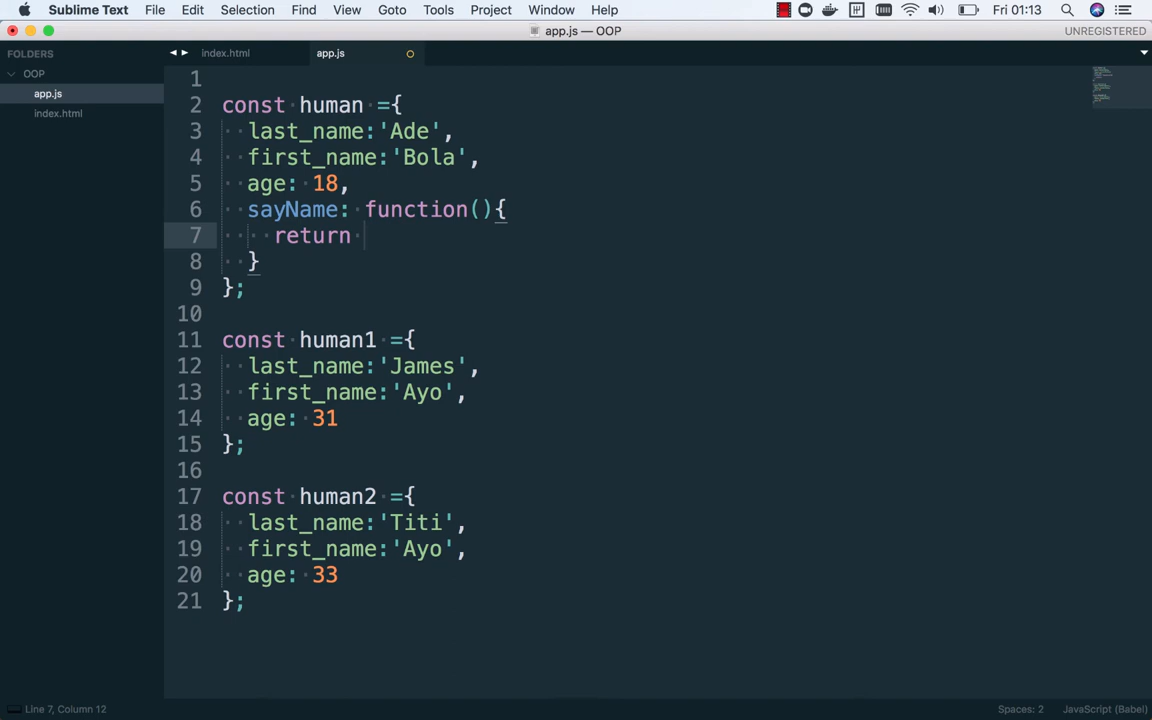 Sublime Text File Edit Selection Find View Goto Tools Project Window Help Fri 01:13
app.js — OOP UNREGISTERED
FOLDERS
OOP
app.js
index.html
index.html app.js
1
2 const human ={
3 last_name:'Ade',
4 first_name:'Bola',
5 age: 18,
6 sayName: function(){
7 return
8 }
9 };
10
11 const human1 ={
12 last_name:'James',
13 first_name:'Ayo',
14 age: 31
15 };
16
17 const human2 ={
18 last_name:'Titi',
19 first_name:'Ayo',
20 age: 33
21 };
Line 7, Column 12 Spaces: 2 JavaScript (Babel)